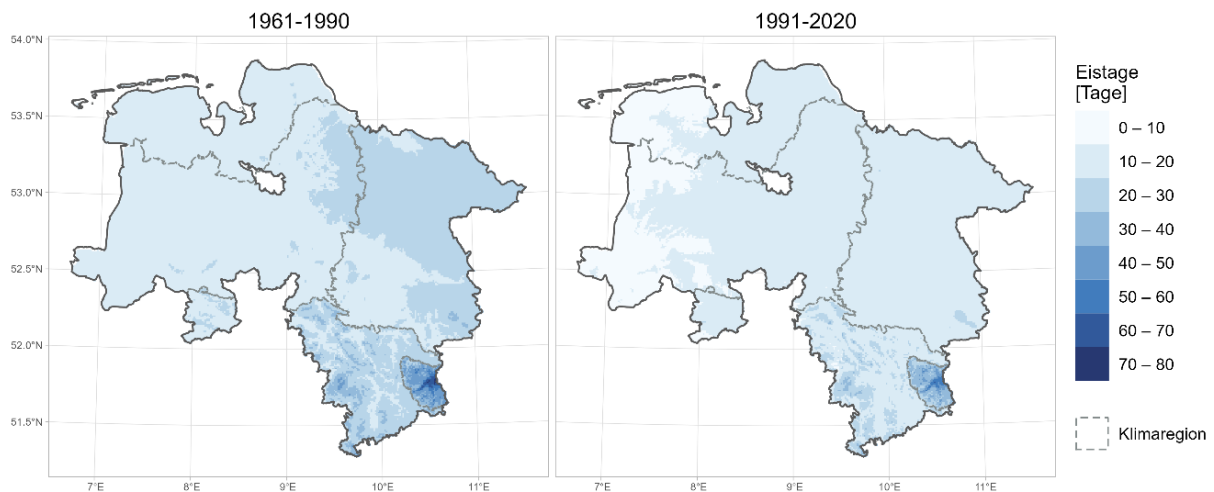 1961-1990
1991-2020
54.0°N
53.5°N
53.0°N
52.5°N
52.0°N
51.5°N
7°E 8°E 9°E 10°E 11°E
7°E 8°E 9°E 10°E 11°E
Eistage
[Tage]
0 – 10
10 – 20
20 – 30
30 – 40
40 – 50
50 – 60
60 – 70
70 – 80
Klimaregion